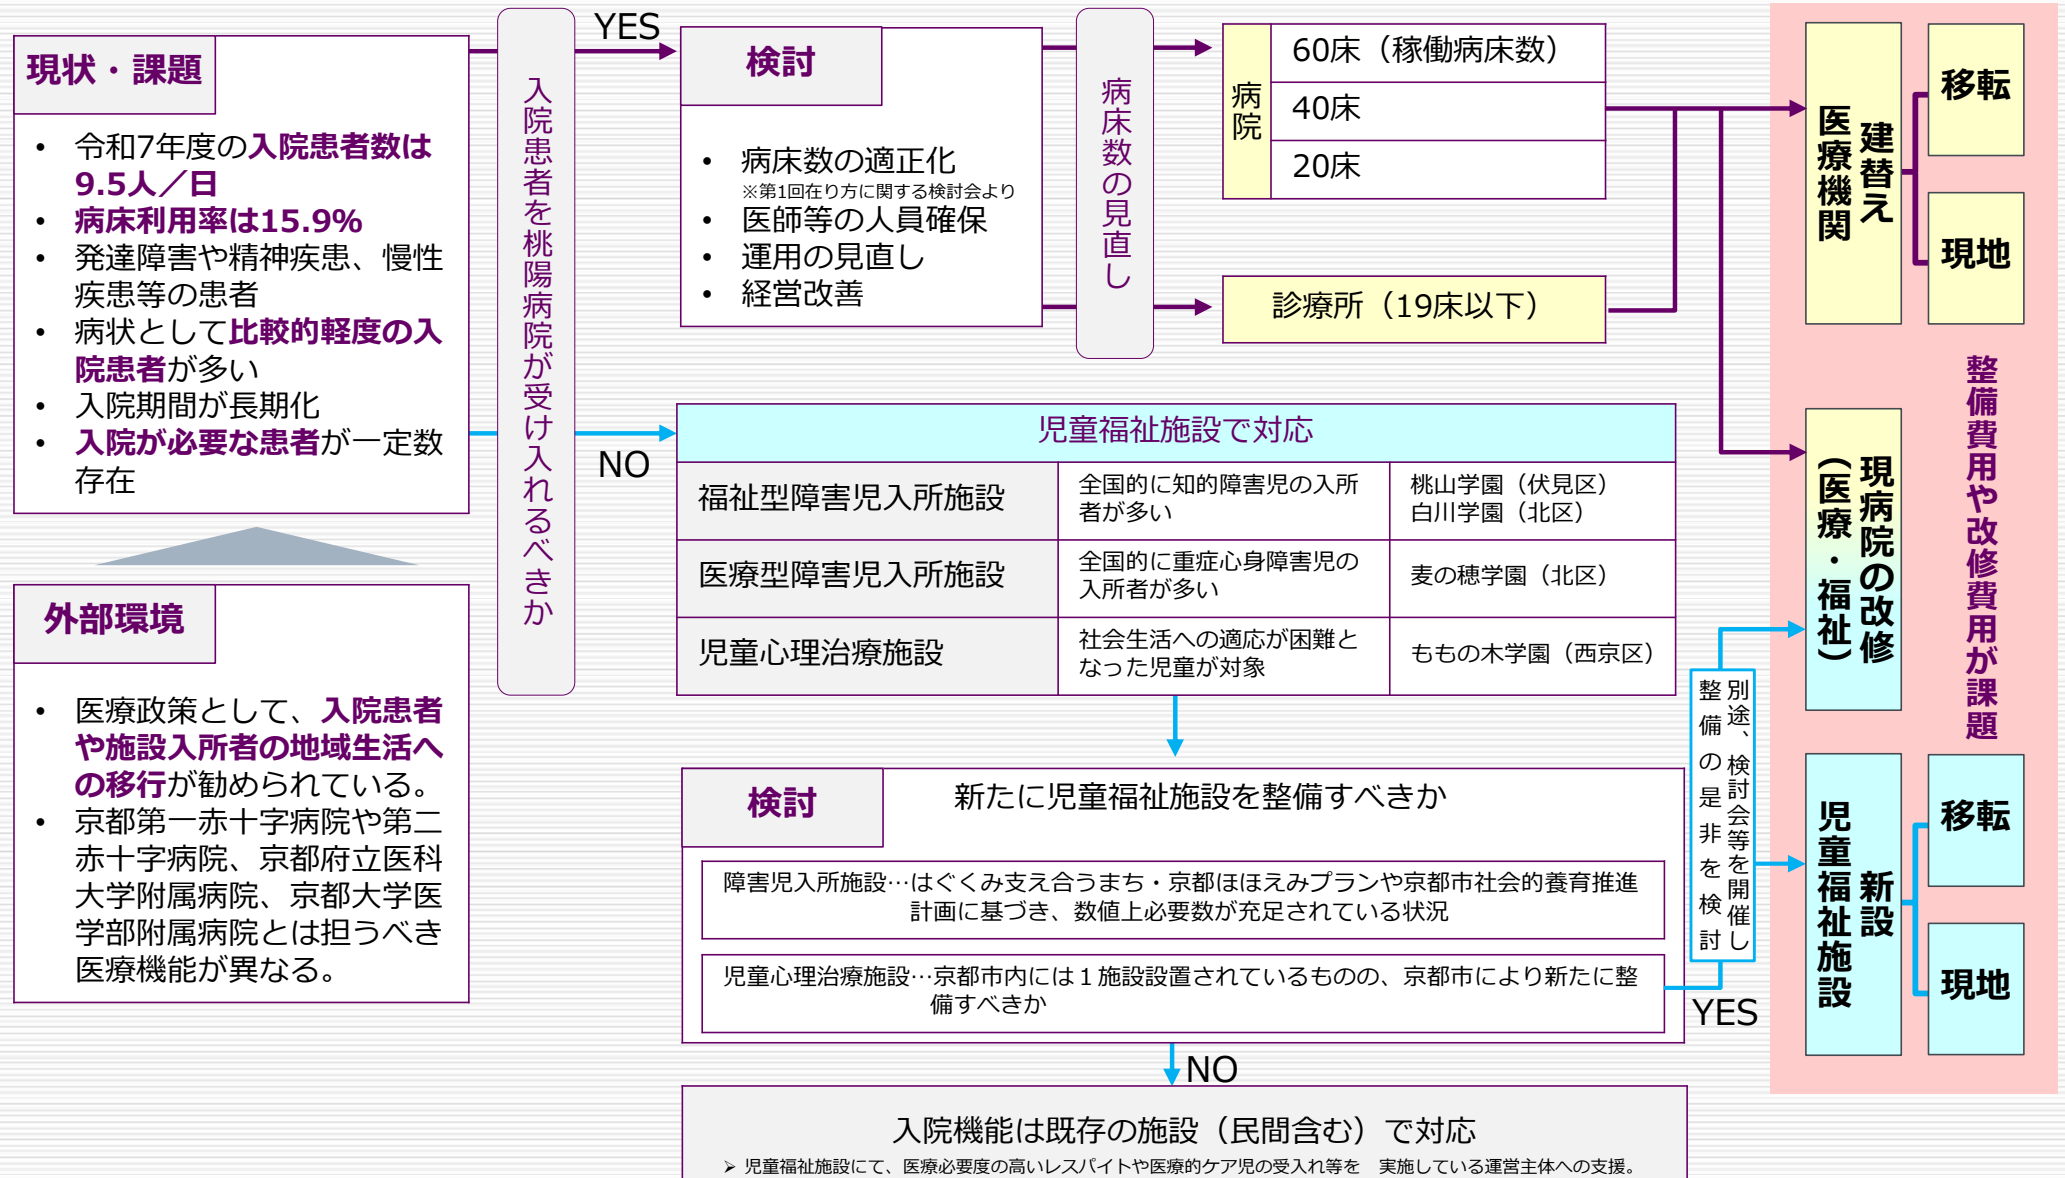 現状・課題
• 令和7年度の入院患者数は
9.5人／日
• 病床利用率は15.9%
• 発達障害や精神疾患、慢性
疾患等の患者
• 病状として比較的軽度の入
院患者が多い
• 入院期間が長期化
• 入院が必要な患者が一定数
存在
外部環境
• 医療政策として、入院患者
や施設入所者の地域生活へ
の移行が勧められている。
• 京都第一赤十字病院や第二
赤十字病院、京都府立医科
大学附属病院、京都大学医
学部附属病院とは担うべき
医療機能が異なる。
入院患者を桃陽病院が受け入れるべきか
YES
NO
検討
• 病床数の適正化
※第1回在り方に関する検討会より
• 医師等の人員確保
• 運用の見直し
• 経営改善
病床数の見直し
病院
60床（稼働病床数）
40床
20床
診療所（19床以下）
児童福祉施設で対応
福祉型障害児入所施設
全国的に知的障害児の入所
者が多い
桃山学園（伏見区）
白川学園（北区）
医療型障害児入所施設
全国的に重症心身障害児の
入所者が多い
麦の穂学園（北区）
児童心理治療施設
社会生活への適応が困難と
なった児童が対象
ももの木学園（西京区）
検討
新たに児童福祉施設を整備すべきか
障害児入所施設…はぐくみ支え合うまち・京都ほほえみプランや京都市社会的養育推進
計画に基づき、数値上必要数が充足されている状況
児童心理治療施設…京都市内には１施設設置されているものの、京都市により新たに整
備すべきか
YES
NO
別途、検討会等を開催し
整備の是非を検討
入院機能は既存の施設（民間含む）で対応
➢ 児童福祉施設にて、医療必要度の高いレスパイトや医療的ケア児の受入れ等を　実施している運営主体への支援。
建替え
医療機関
移転
現地
現病院の改修
（医療・福祉）
新設
児童福祉施設
移転
現地
整備費用や改修費用が課題